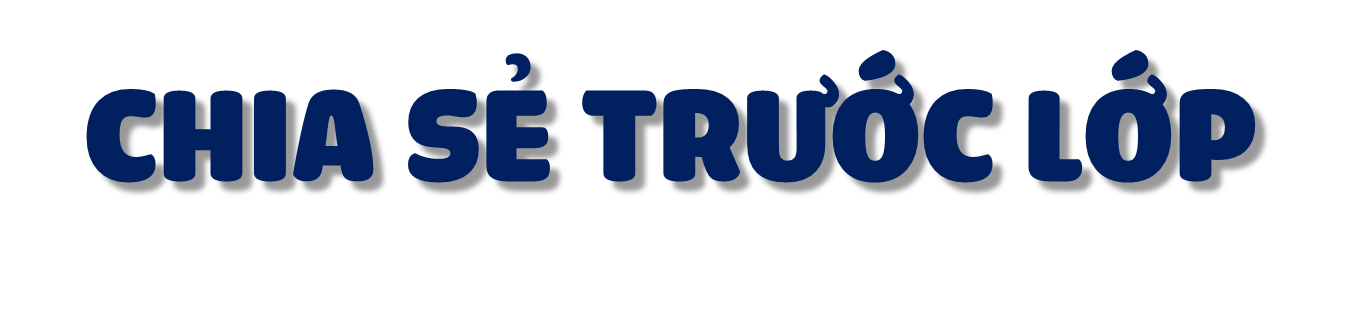 CHIA SẺ TRƯỚC LỚP